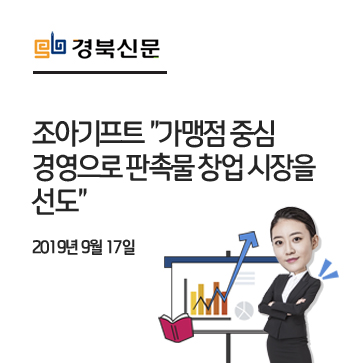 경북신문
조아기프트 "가맹점 중심
경영으로 판촉물 창업 시장을
선도"
2019년 9월 17일